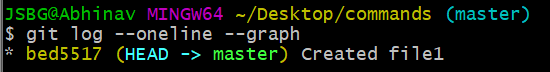 JSBG@Abhinav MINGW64 ~/Desktop/commands (master)
$ git log --oneline --graph
* bed5517 (HEAD -> master) Created file1